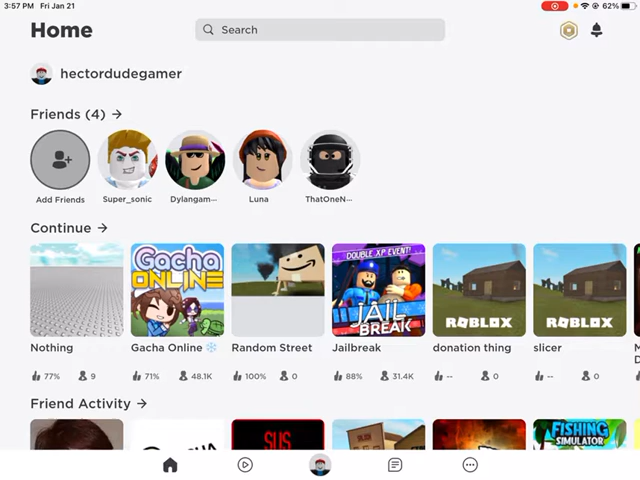 3:57 PM Fri Jan 21
62%
Home
Search
hectordudegamer
Friends (4) →
Add Friends
Super_sonic
Dylangam...
Luna
ThatOneN...
Continue →
Gacha
ONLINE
DOUBLE XP EVENT!
JAIL
BREAK
ROBLOX
ROBLOX
Nothing
Gacha Online ❄
Random Street
Jailbreak
donation thing
slicer
77% 9
71% 48.1K
100% 0
88% 31.4K
-- 0
-- 0
Friend Activity →
SUS
FISHING
SIMULATOR